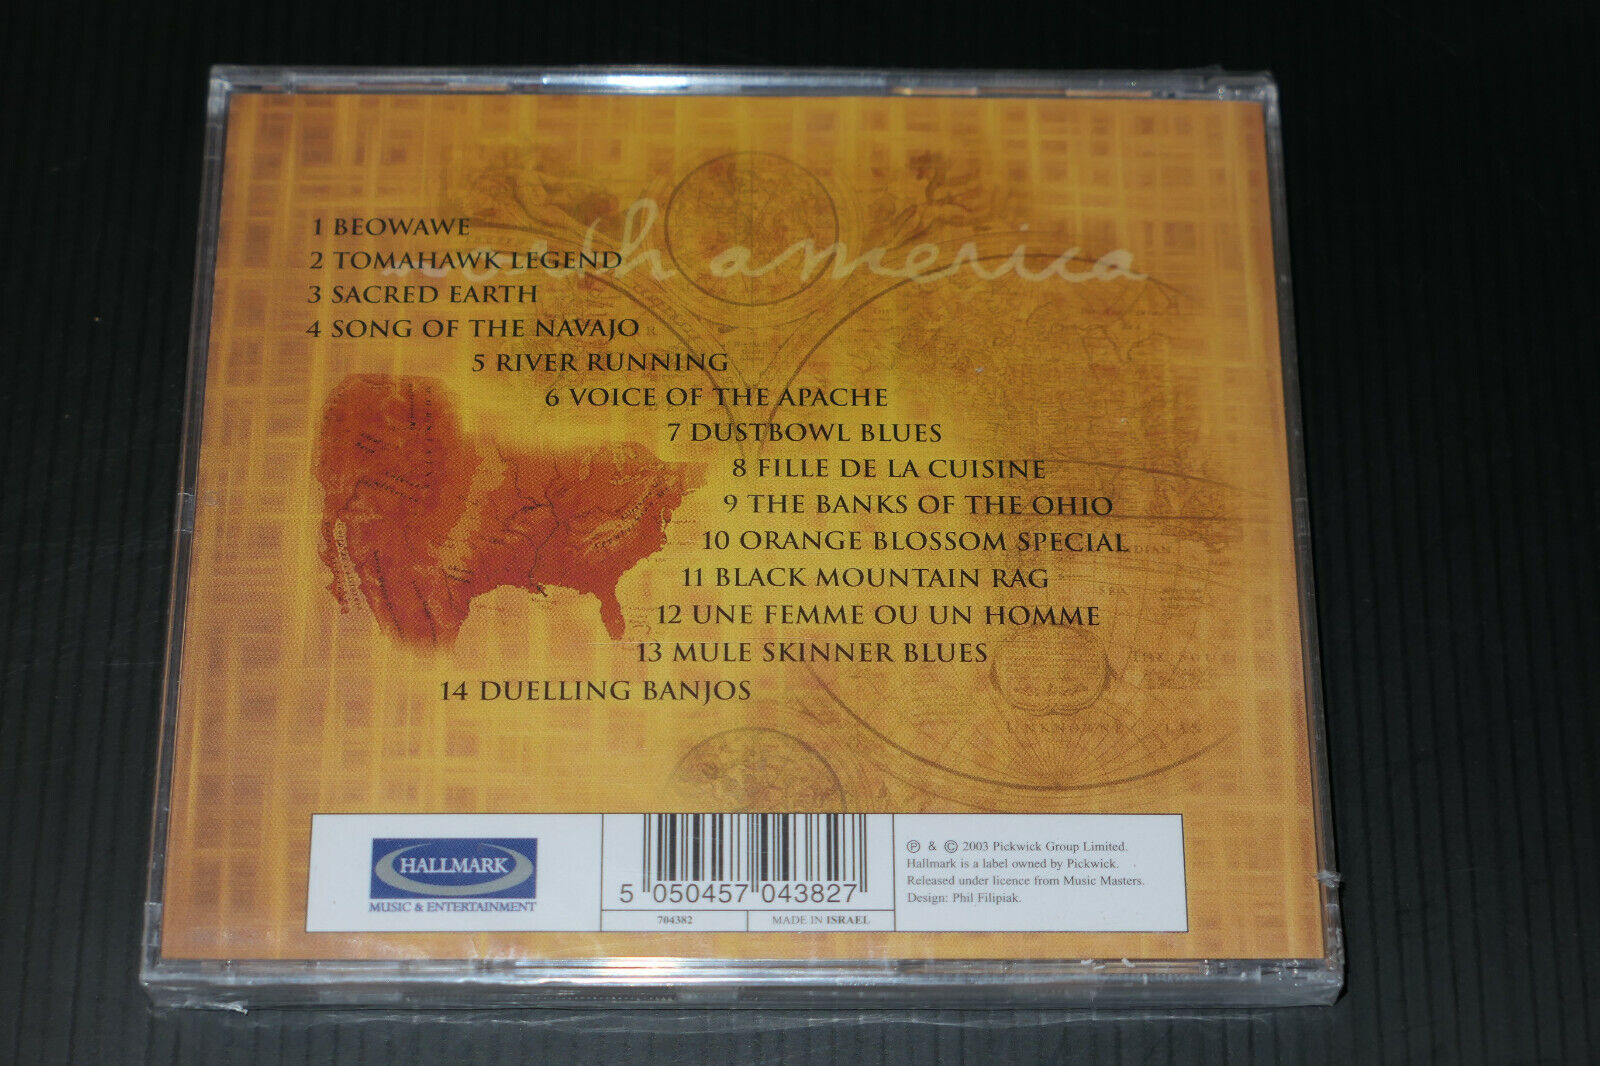 north america
1 BEOWAWE
2 TOMAHAWK LEGEND
3 SACRED EARTH
4 SONG OF THE NAVAJO
5 RIVER RUNNING
6 VOICE OF THE APACHE
7 DUSTBOWL BLUES
8 FILLE DE LA CUISINE
9 THE BANKS OF THE OHIO
10 ORANGE BLOSSOM SPECIAL
11 BLACK MOUNTAIN RAG
12 UNE FEMME OU UN HOMME
13 MULE SKINNER BLUES
14 DUELLING BANJOS
UNKNOWN
HALLMARK
MUSIC & ENTERTAINMENT
5 050457 043827
704382
MADE IN ISRAEL
℗ & © 2003 Pickwick Group Limited.
Hallmark is a label owned by Pickwick.
Released under licence from Music Masters.
Design: Phil Filipiak.